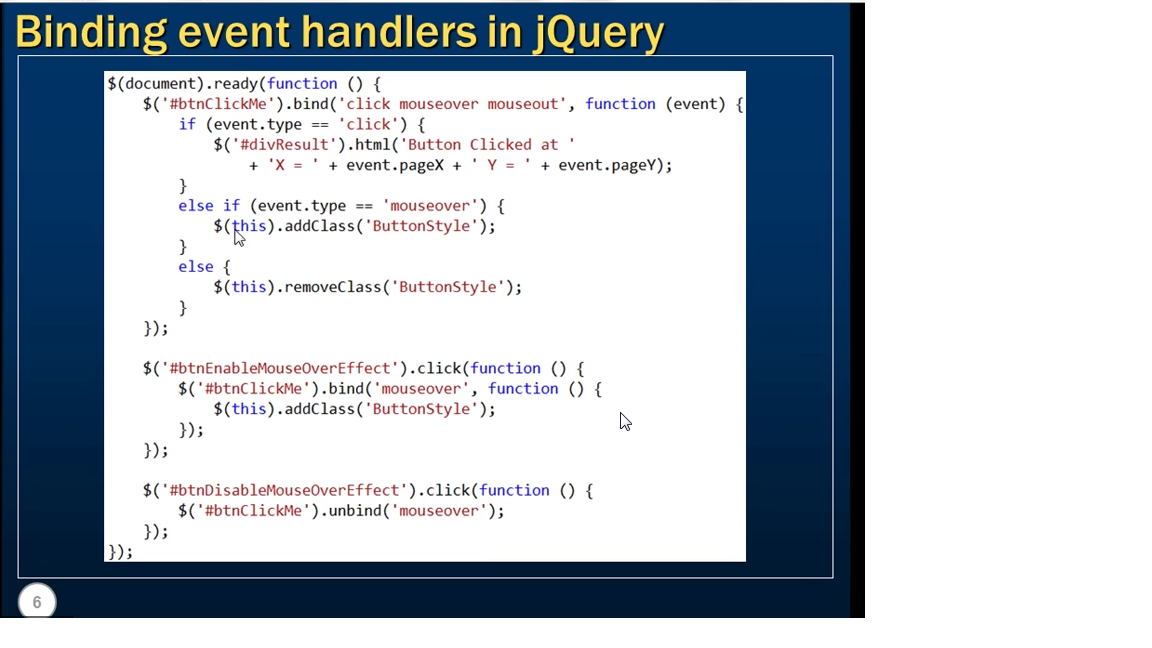 Binding event handlers in jQuery
$(document).ready(function () {
$('#btnClickMe').bind('click mouseover mouseout', function (event) {
if (event.type == 'click') {
$('#divResult').html('Button Clicked at '
+ 'X = ' + event.pageX + ' Y = ' + event.pageY);
}
else if (event.type == 'mouseover') {
$(this).addClass('ButtonStyle');
}
else {
$(this).removeClass('ButtonStyle');
}
});
$('#btnEnableMouseOverEffect').click(function () {
$('#btnClickMe').bind('mouseover', function () {
$(this).addClass('ButtonStyle');
});
});
$('#btnDisableMouseOverEffect').click(function () {
$('#btnClickMe').unbind('mouseover');
});
});
6